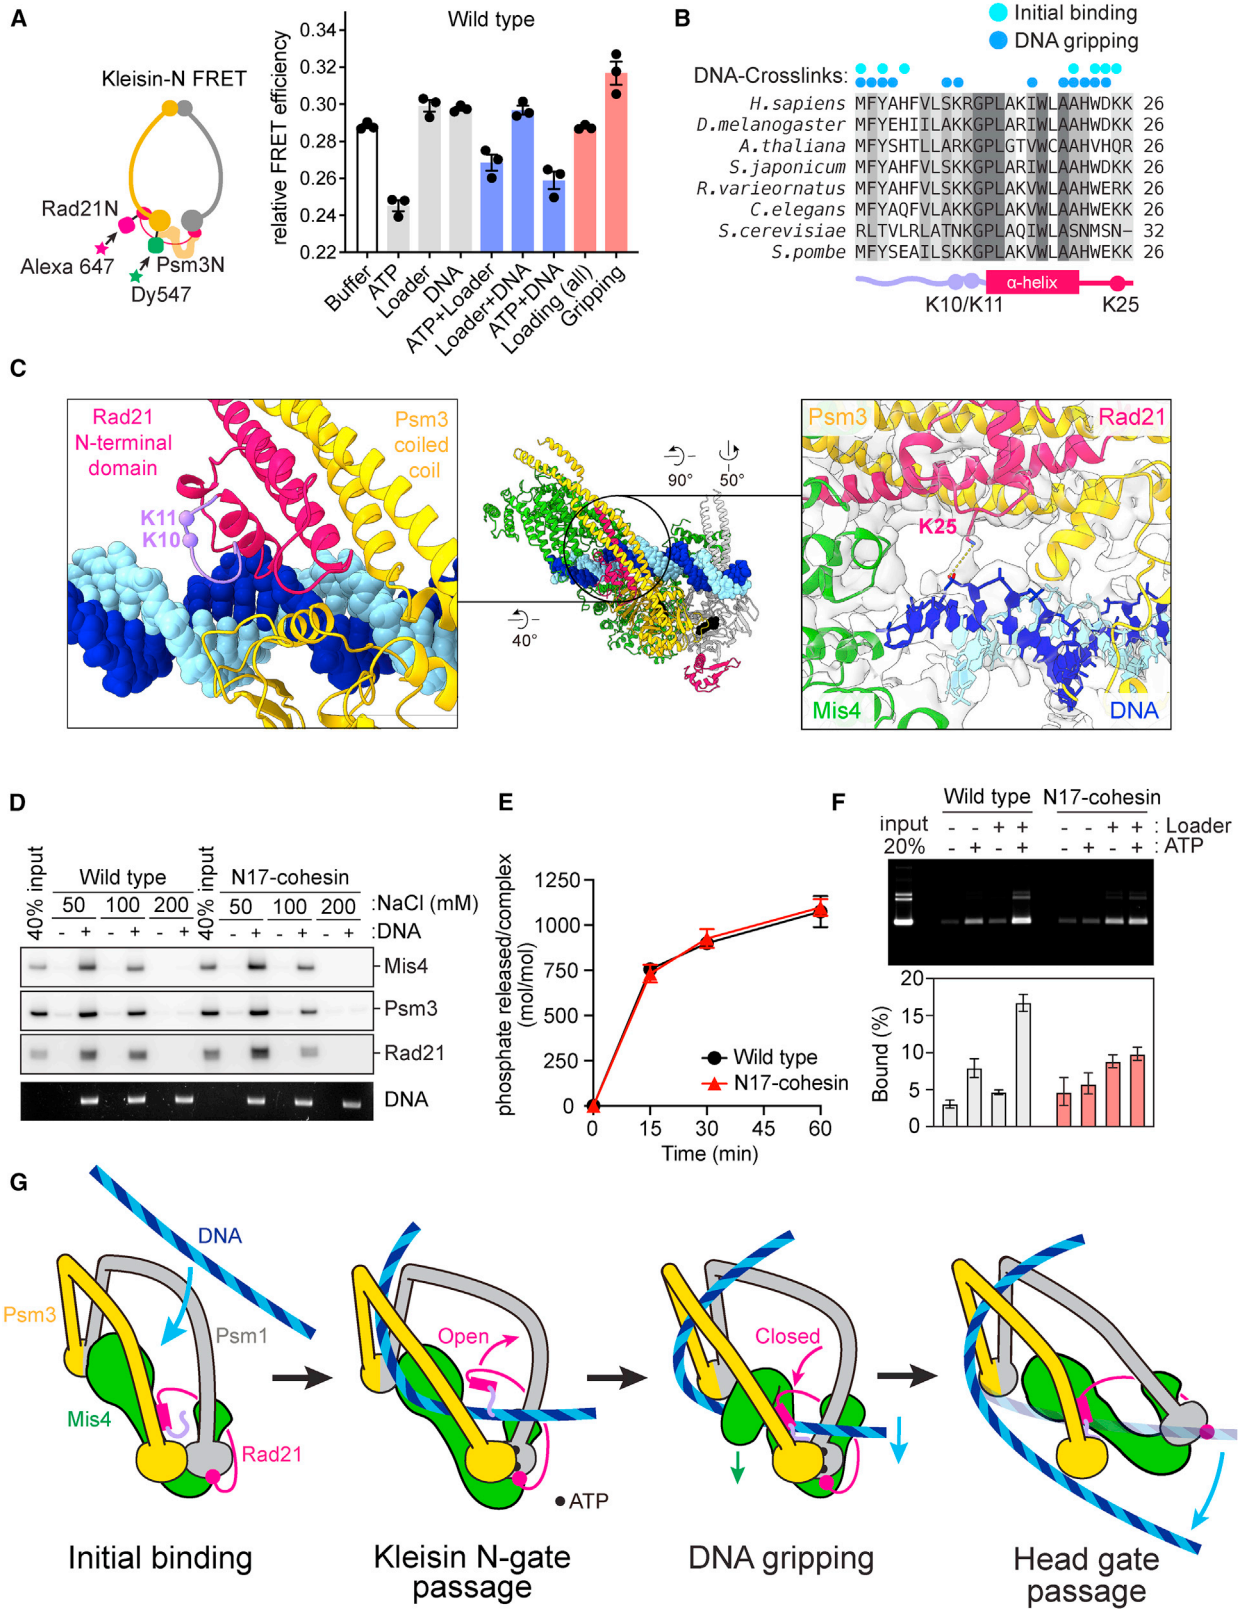 A
Kleisin-N FRET
Rad21N
Alexa 647
Psm3N
Dy547
Wild type
relative FRET efficiency
0.34
0.32
0.30
0.28
0.26
0.24
0.22
Buffer
ATP
Loader
DNA
ATP+Loader
Loader+DNA
ATP+DNA
Loading (all)
Gripping
B
Initial binding
DNA gripping
DNA-Crosslinks:
H.sapiens MFYAHFVLSKRGPLAKIWLAAHWDKK 26
D.melanogaster MFYEHIILAKKGPLARIWLAAHWDKK 26
A.thaliana MFYSHTLLARKGPLGTVWCAAHVHQR 26
S.japonicum MFYAHFVLSKRGPLAKIWLAAHWDKK 26
R.varieornatus MFYAHFVLSKKGPLAKVWLAAHWERK 26
C.elegans MFYAQFVLAKKGPLAKVWLAAHWEKK 26
S.cerevisiae RLTVLRLATNKGPLAQIWLASNMSN– 32
S.pombe MFYSEAILSKKGPLAKVWLAAHWEKK 26
α-helix
K10/K11
K25
C
Rad21
N-terminal
domain
Psm3
coiled
coil
K11
K10
40°
90°
50°
Psm3
Rad21
K25
Mis4
DNA
D
40% input
Wild type
40% input
N17-cohesin
50 100 200 50 100 200 :NaCl (mM)
- + - + - + - + - + - + :DNA
Mis4
Psm3
Rad21
DNA
E
phosphate released/complex
(mol/mol)
1250
1000
750
500
250
0
Wild type
N17-cohesin
0 15 30 45 60
Time (min)
F
Wild type N17-cohesin
input
20%
- - + + - - + + : Loader
- + - + - + - + : ATP
Bound (%)
20
15
10
5
0
G
DNA
Psm3
Psm1
Mis4
Rad21
Open
ATP
Closed
Initial binding
Kleisin N-gate
passage
DNA gripping
Head gate
passage